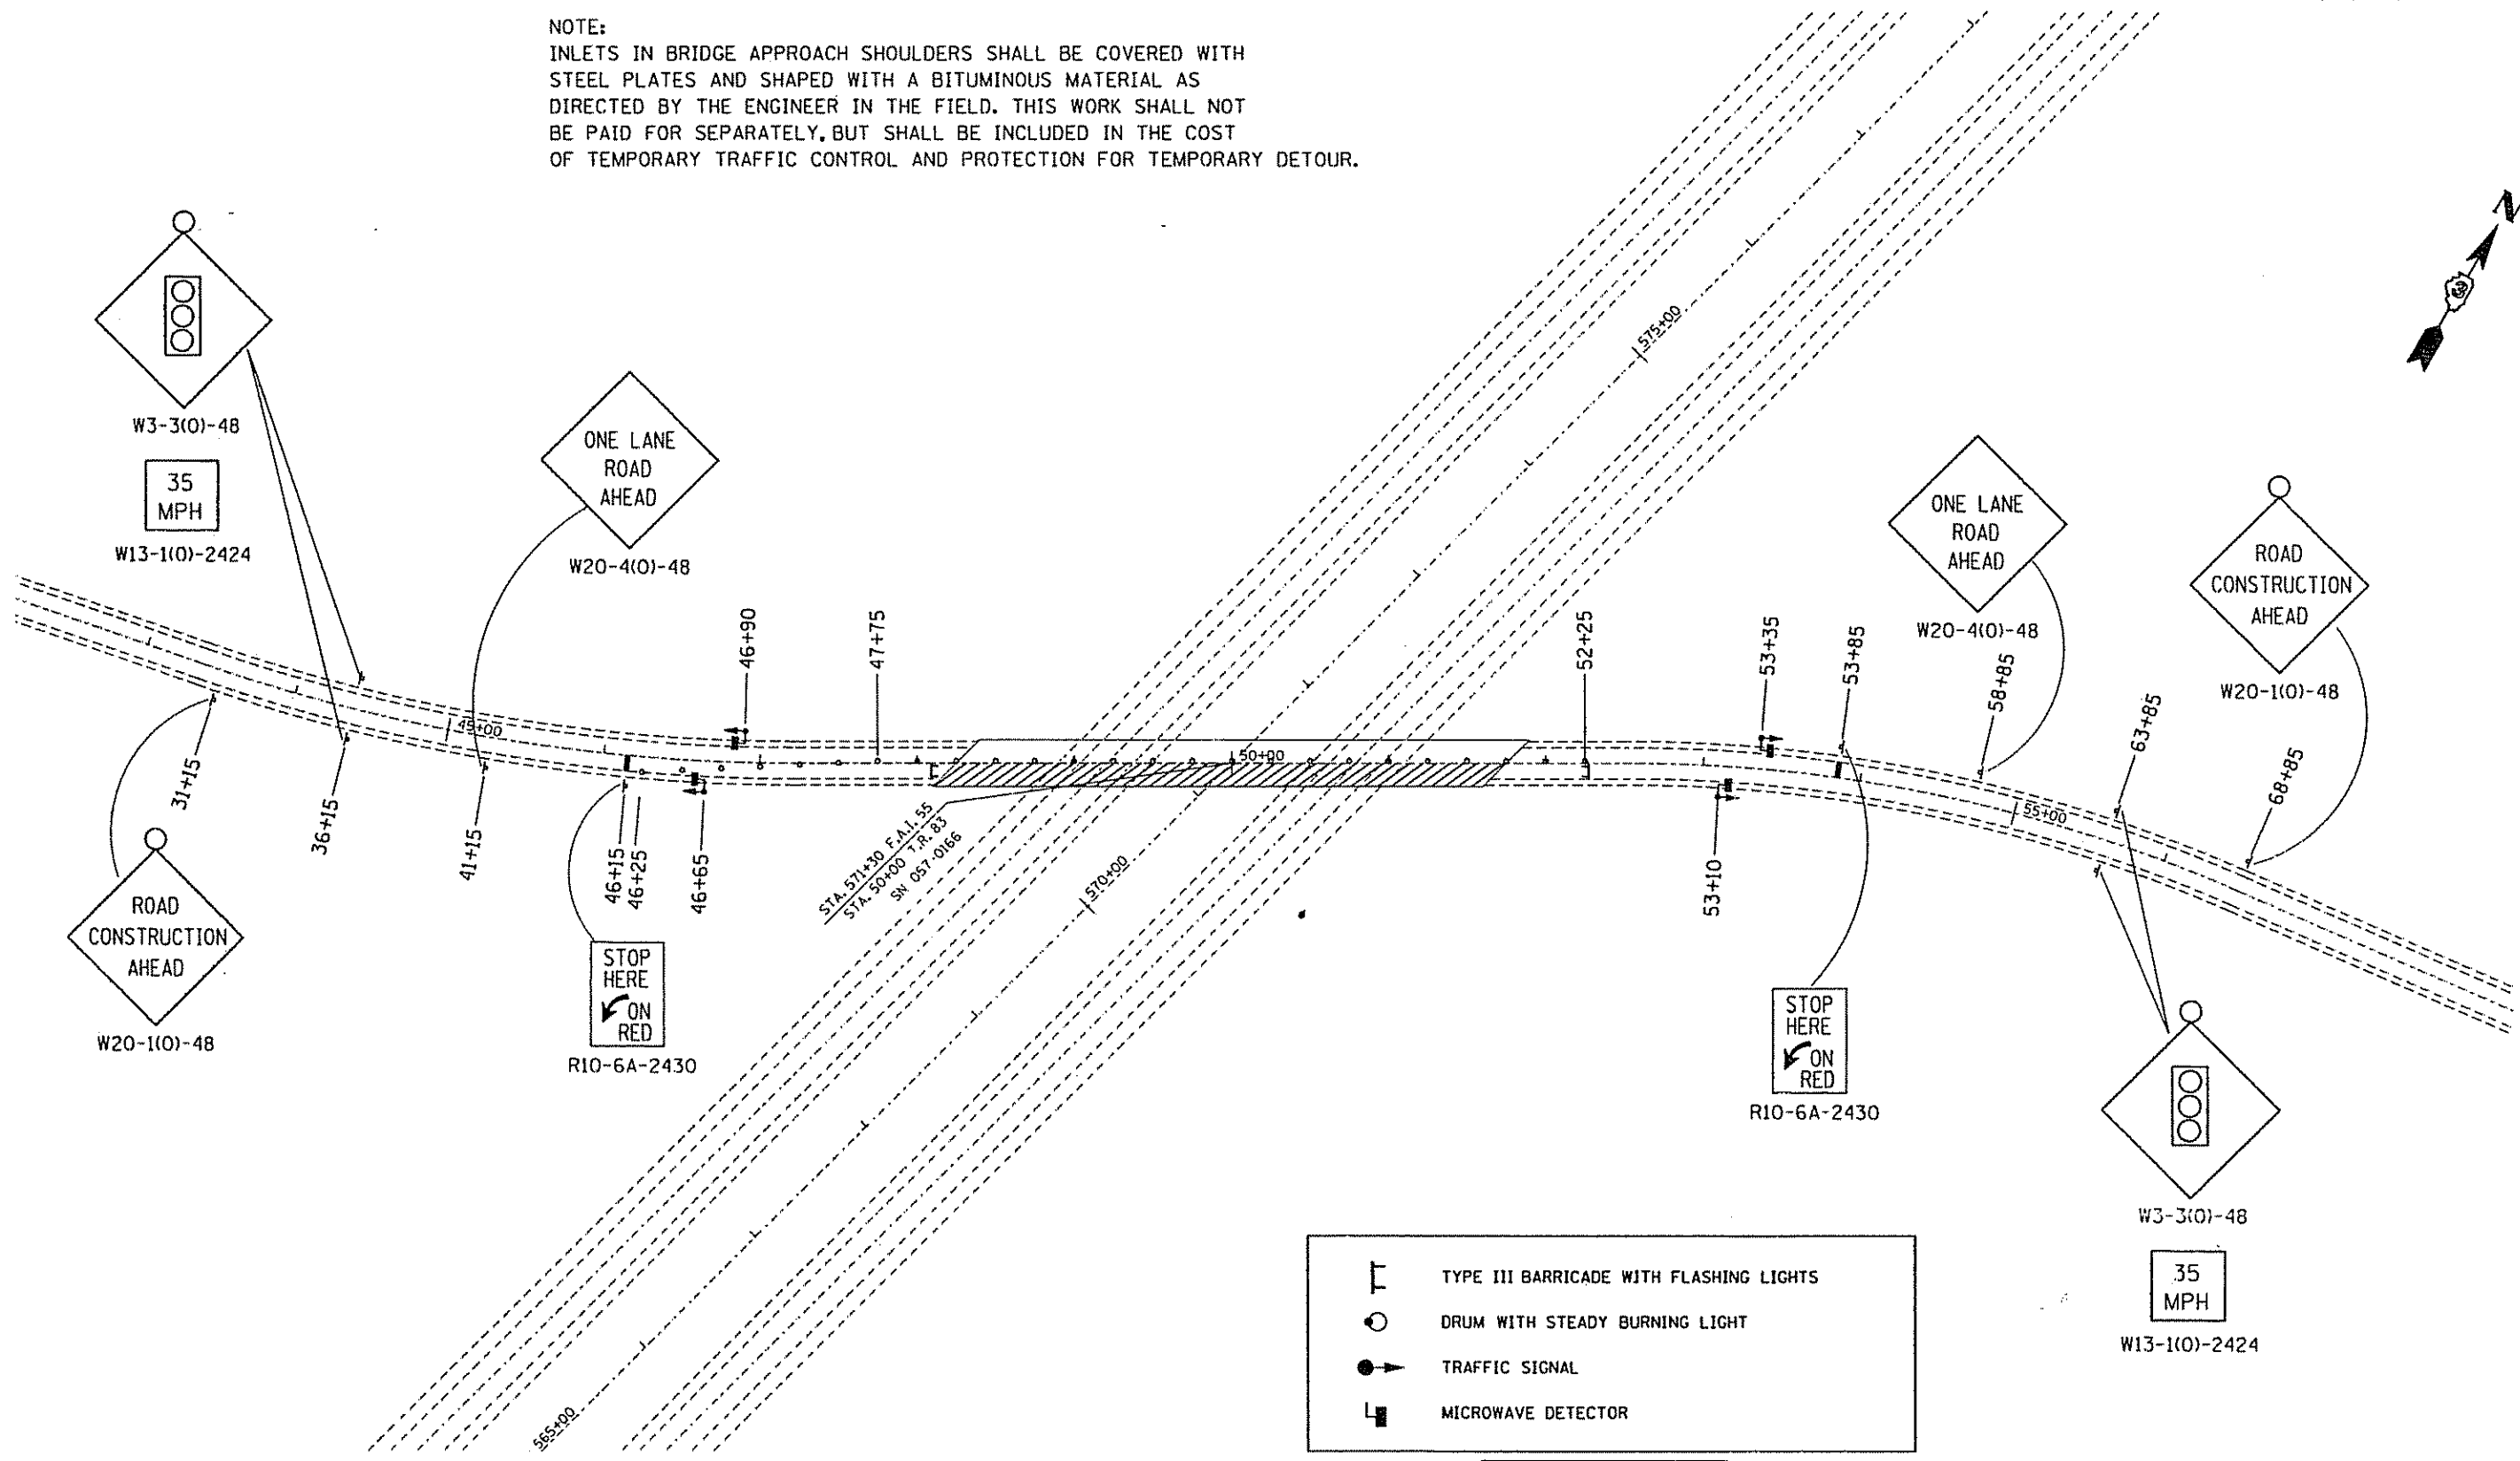 NOTE:
INLETS IN BRIDGE APPROACH SHOULDERS SHALL BE COVERED WITH
STEEL PLATES AND SHAPED WITH A BITUMINOUS MATERIAL AS
DIRECTED BY THE ENGINEER IN THE FIELD. THIS WORK SHALL NOT
BE PAID FOR SEPARATELY, BUT SHALL BE INCLUDED IN THE COST
OF TEMPORARY TRAFFIC CONTROL AND PROTECTION FOR TEMPORARY DETOUR.
N
3
W3-3(O)-48
35
MPH
W13-1(O)-2424
ONE LANE
ROAD
AHEAD
W20-4(O)-48
575+00
ONE LANE
ROAD
AHEAD
W20-4(O)-48
ROAD
CONSTRUCTION
AHEAD
W20-1(O)-48
46+90
47+75
52+25
53+35
53+85
58+85
63+85
68+85
45+00
50+00
55+00
31+15
36+15
41+15
46+15
46+25
46+65
53+10
STA. 571+30 F.A.I. 55
STA. 50+00 T.R. 83
SN 057-0166
570+00
565+00
ROAD
CONSTRUCTION
AHEAD
W20-1(O)-48
STOP
HERE
ON
RED
R10-6A-2430
STOP
HERE
ON
RED
R10-6A-2430
W3-3(O)-48
35
MPH
W13-1(O)-2424
TYPE III BARRICADE WITH FLASHING LIGHTS
DRUM WITH STEADY BURNING LIGHT
TRAFFIC SIGNAL
MICROWAVE DETECTOR